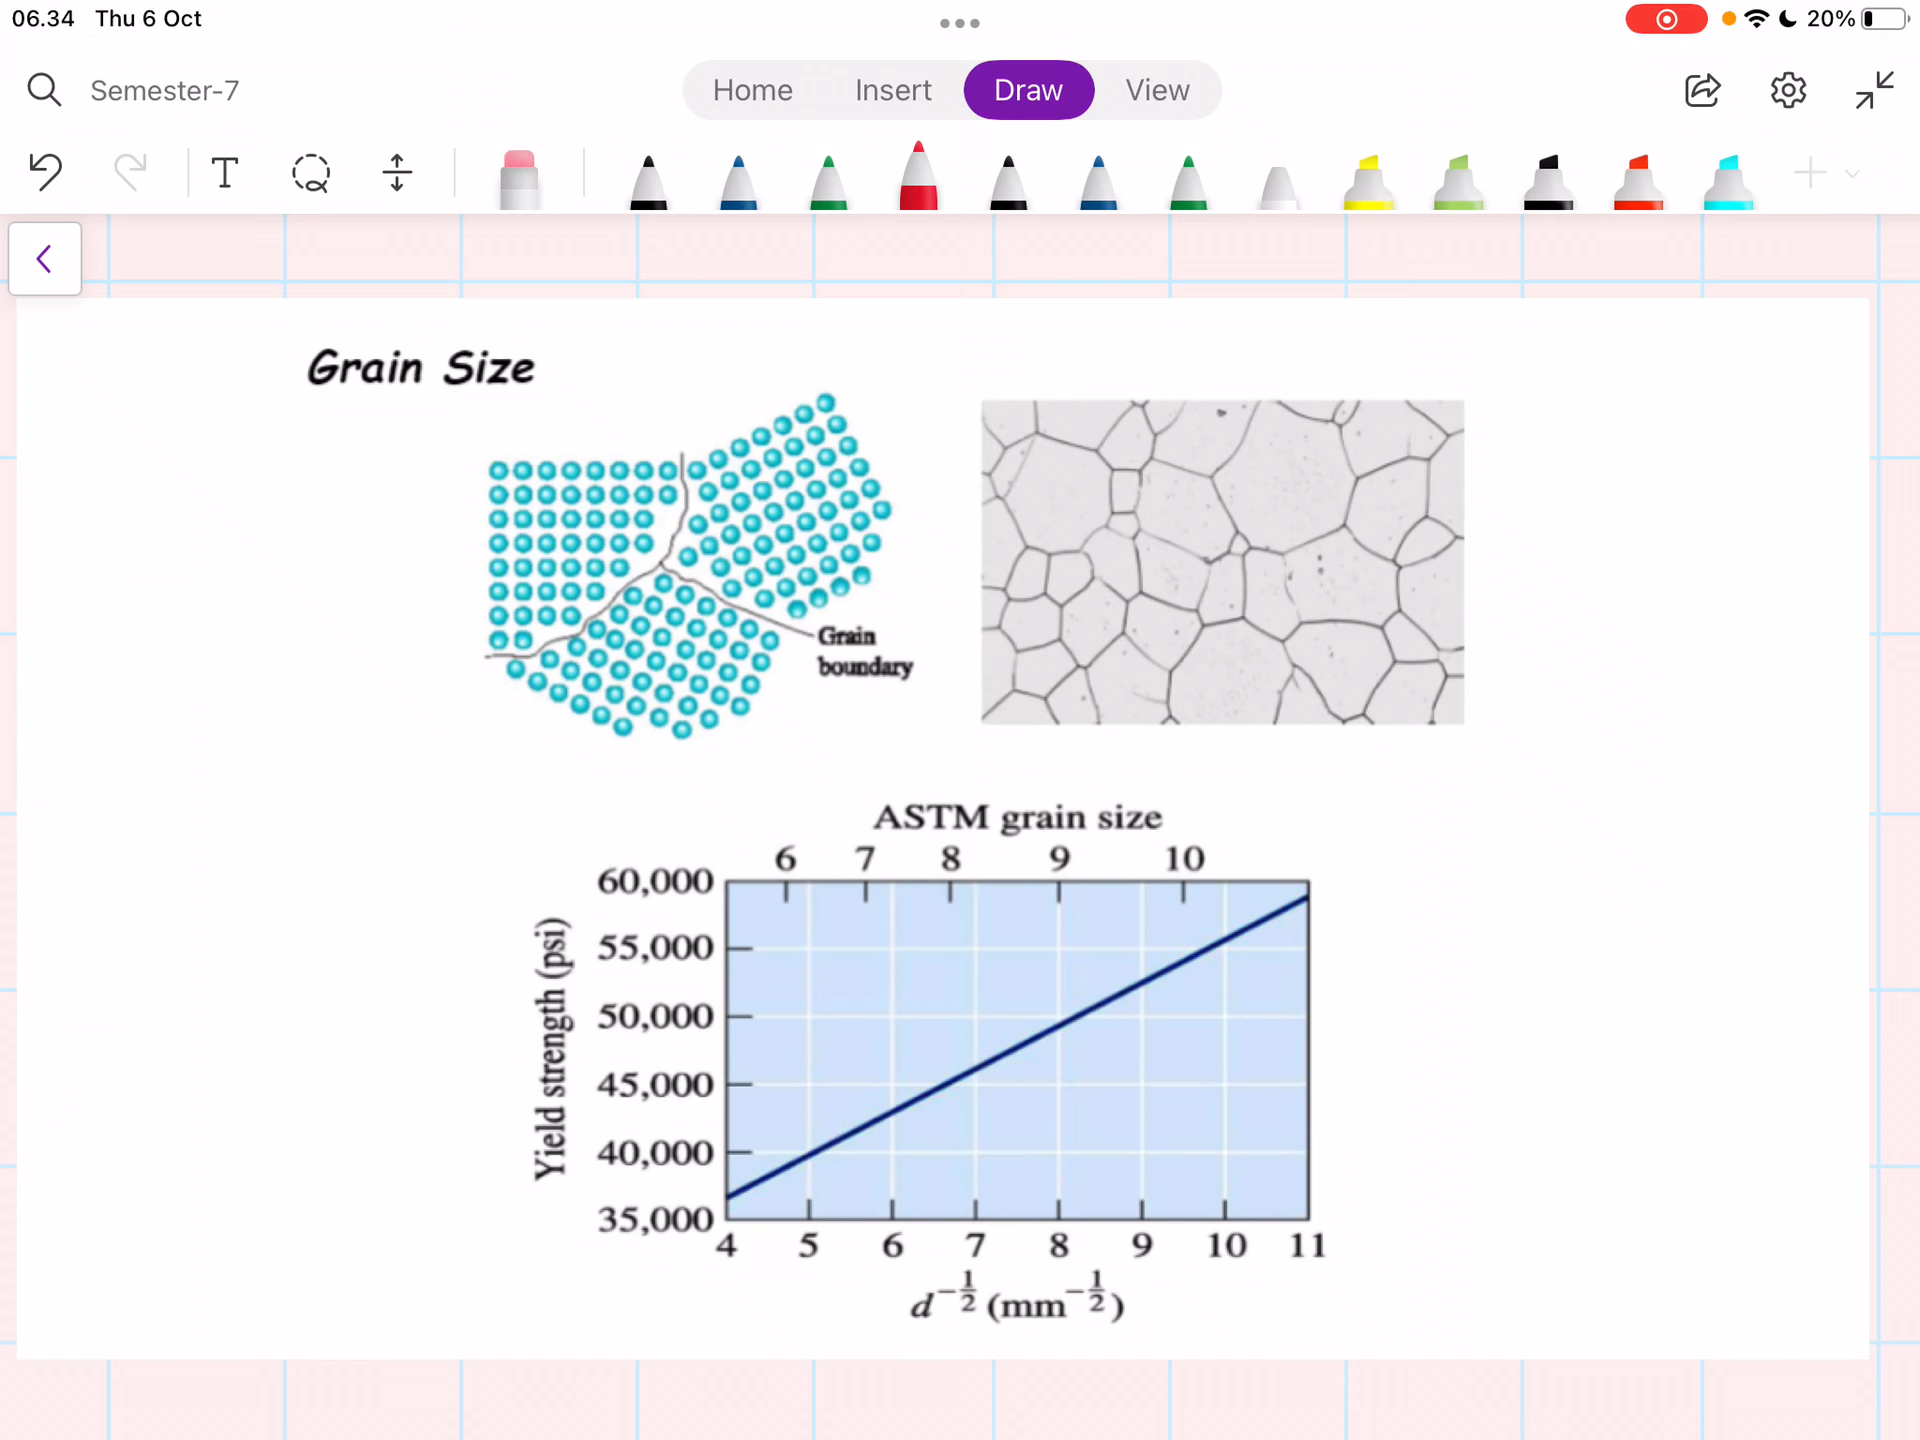 06.34 Thu 6 Oct
20%
Semester-7
Home Insert Draw View
T
Grain Size
Grain
boundary
ASTM grain size
6 7 8 9 10
Yield strength (psi)
60,000
55,000
50,000
45,000
40,000
35,000
4 5 6 7 8 9 10 11
d^{-1/2} (mm^{-1/2})